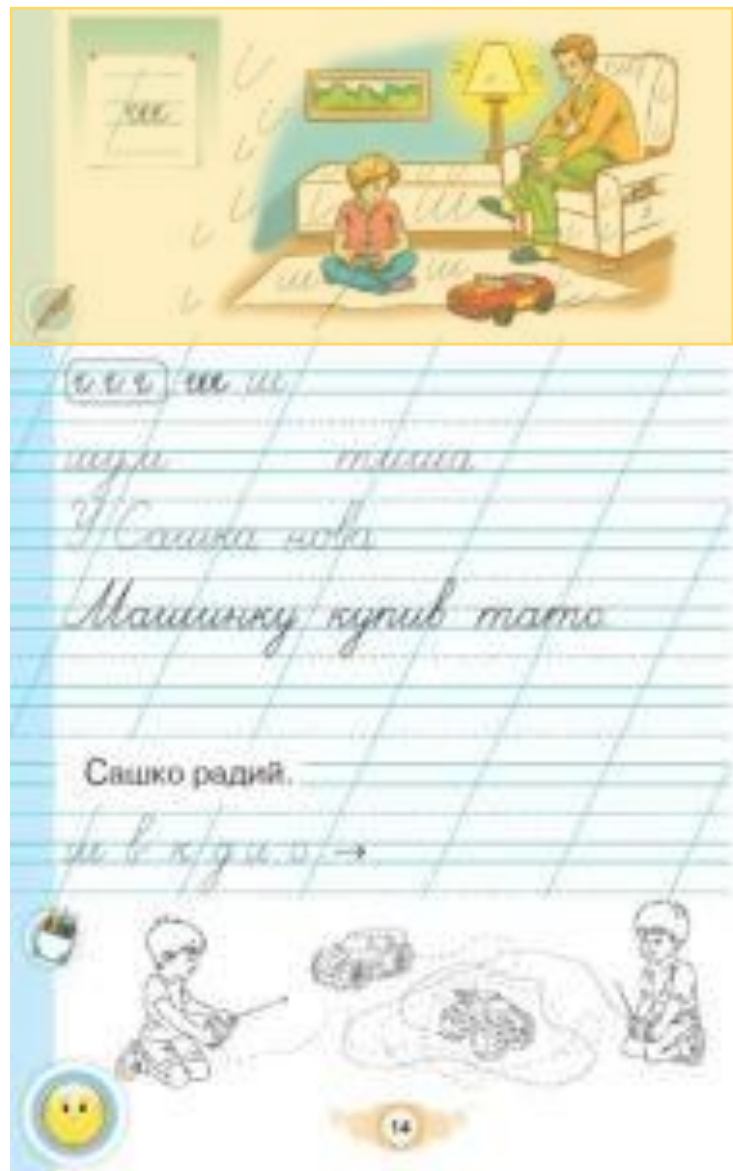 ш
г г г ш ш
шум тиша
У Сашка нова
Машинку купив тато
Сашко радий.
и о →
14